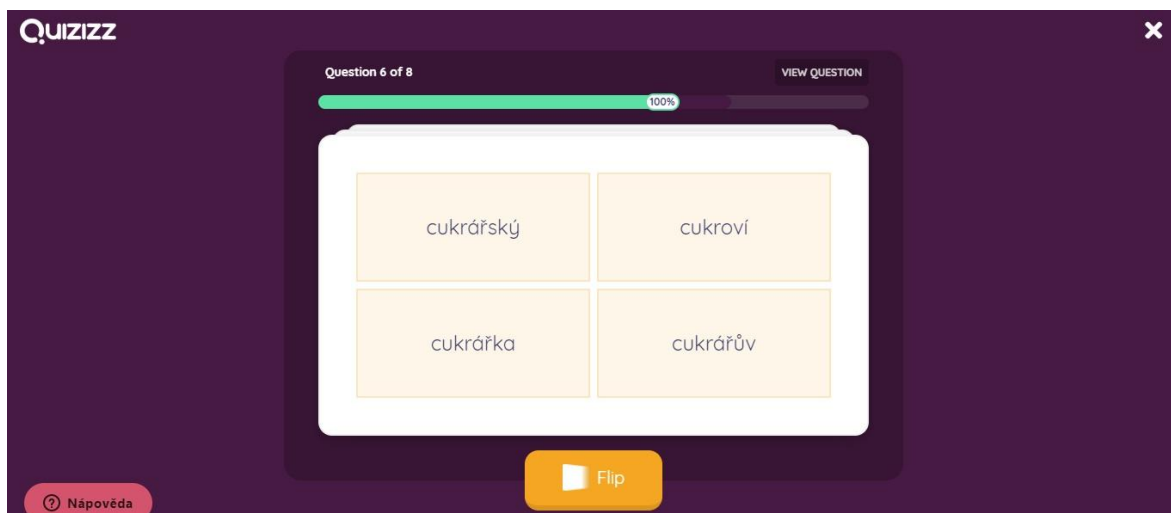 Quizizz
Question 6 of 8
VIEW QUESTION
100%
cukrářský
cukroví
cukrářka
cukrářův
Flip
? Nápověda